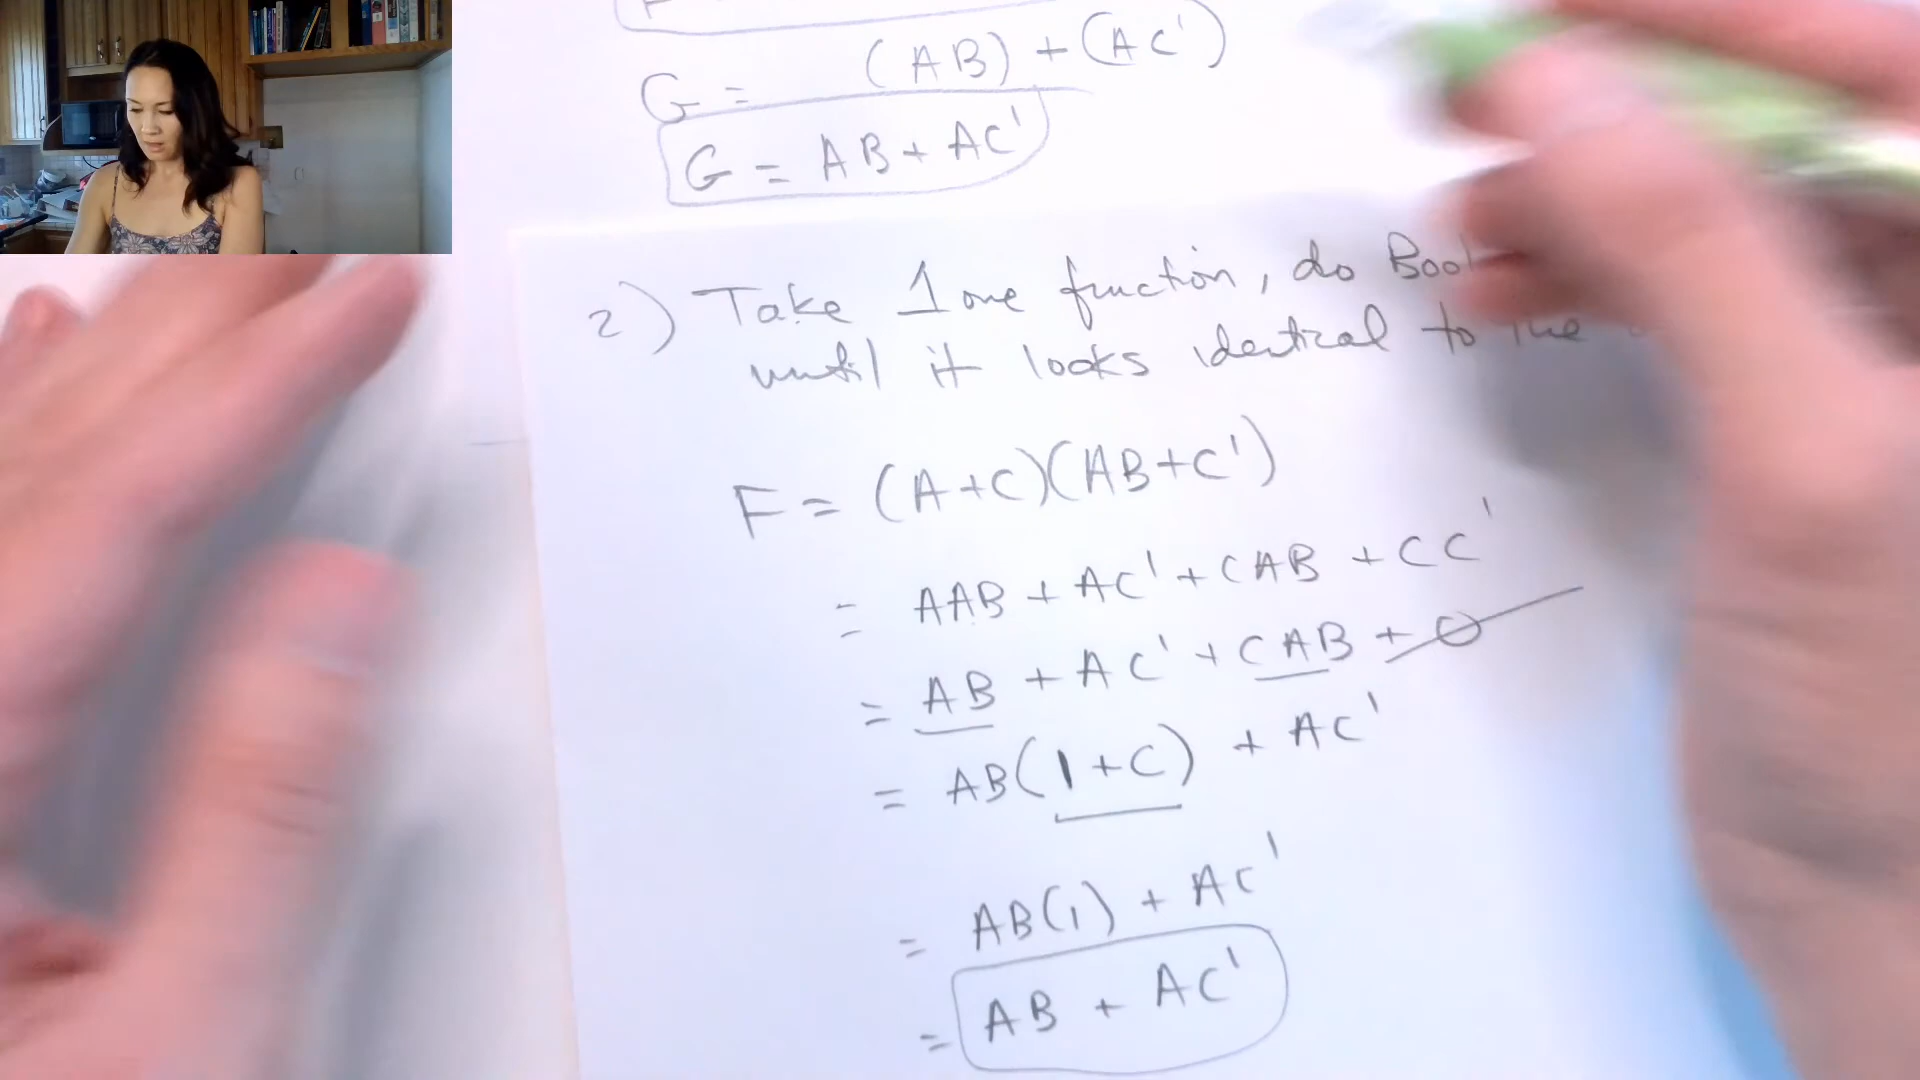 G = (AB) + (AC')
G = AB + AC'
2) Take 1 one function, do
until it looks identical to the
F = (A+C)(AB+C')
= AAB + AC' + CAB + CC'
= AB + AC' + CAB + 0
= AB(1+C) + AC'
= AB(1) + AC'
= AB + AC'